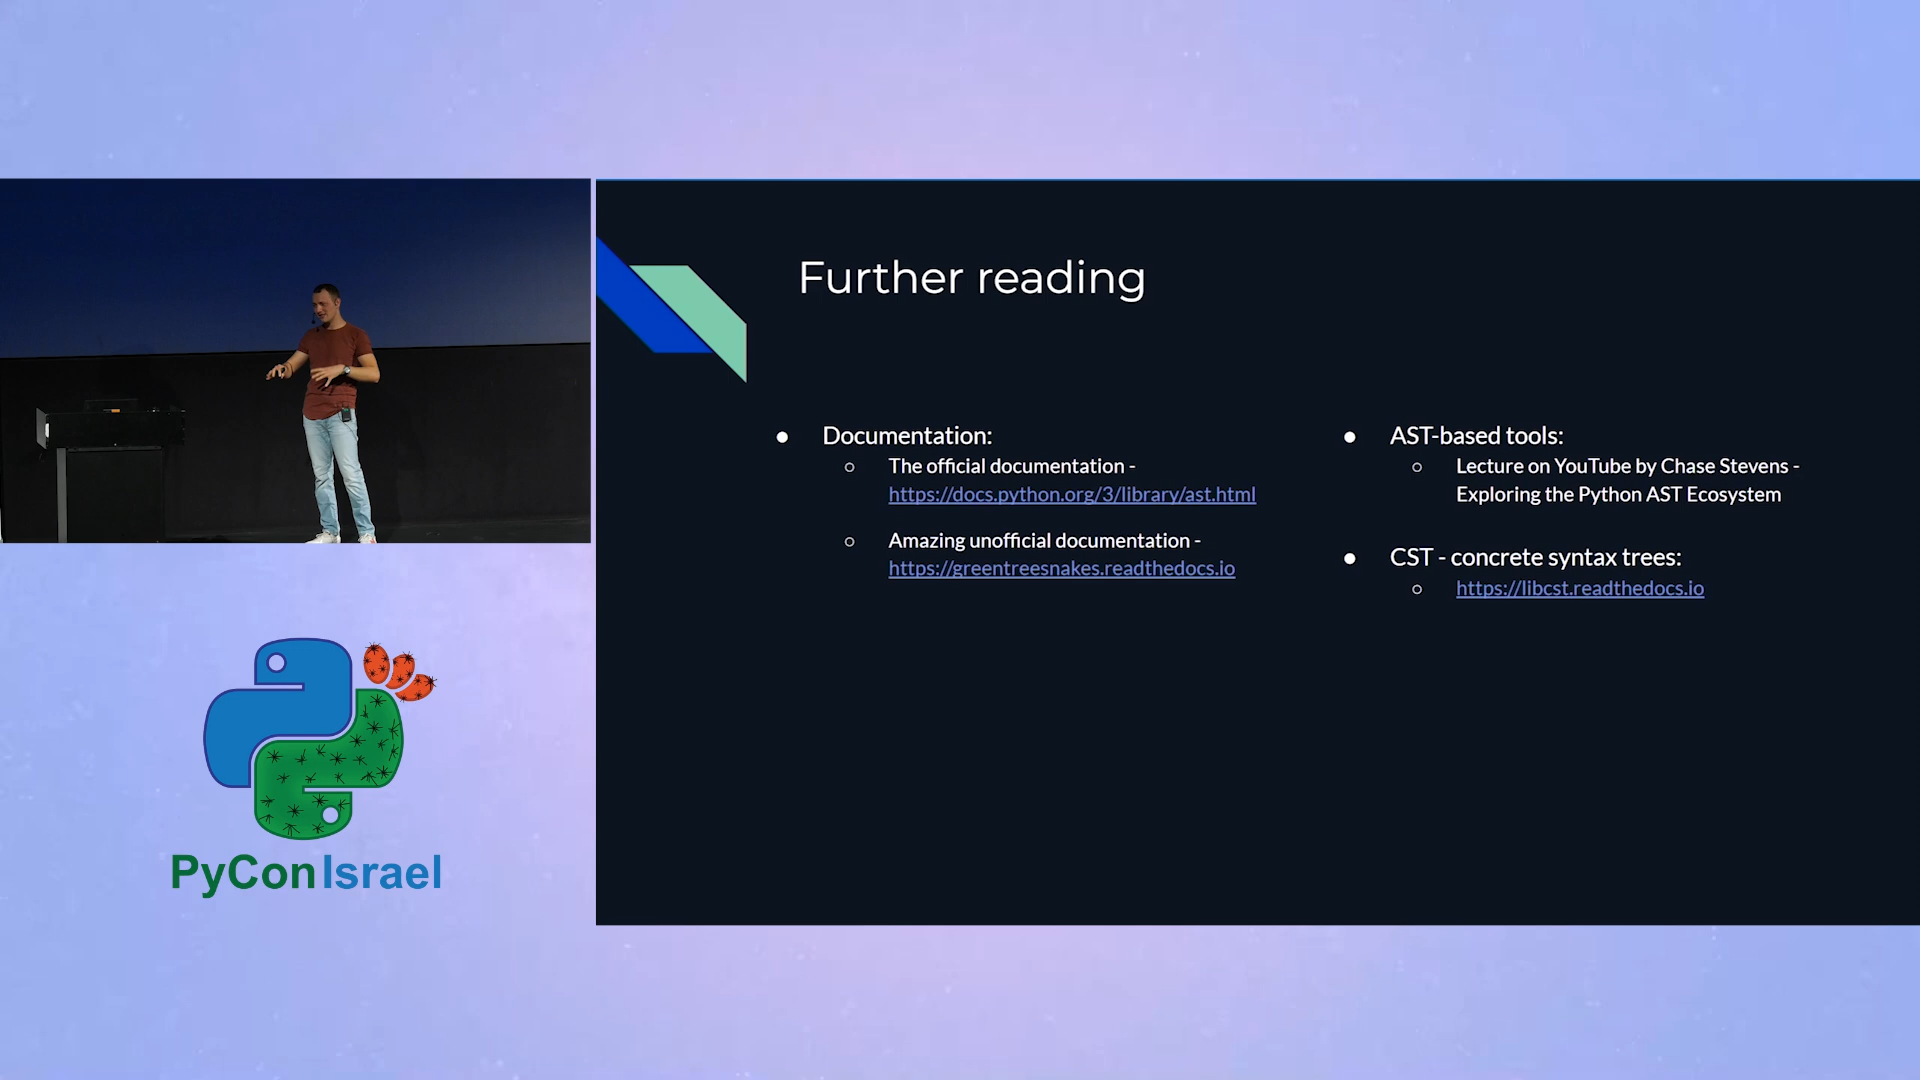 Further reading
Documentation:
The official documentation -
https://docs.python.org/3/library/ast.html
Amazing unofficial documentation -
https://greentreesnakes.readthedocs.io
AST-based tools:
Lecture on YouTube by Chase Stevens -
Exploring the Python AST Ecosystem
CST - concrete syntax trees:
https://libcst.readthedocs.io
PyConIsrael